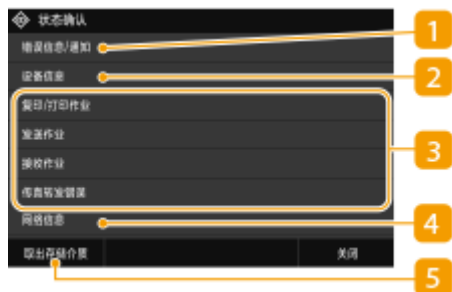 状态确认
错误信息/通知
1
设备信息
2
复印/打印作业
发送作业
接收作业
传真转发错误
3
网络信息
4
取出存储介质
关闭
5